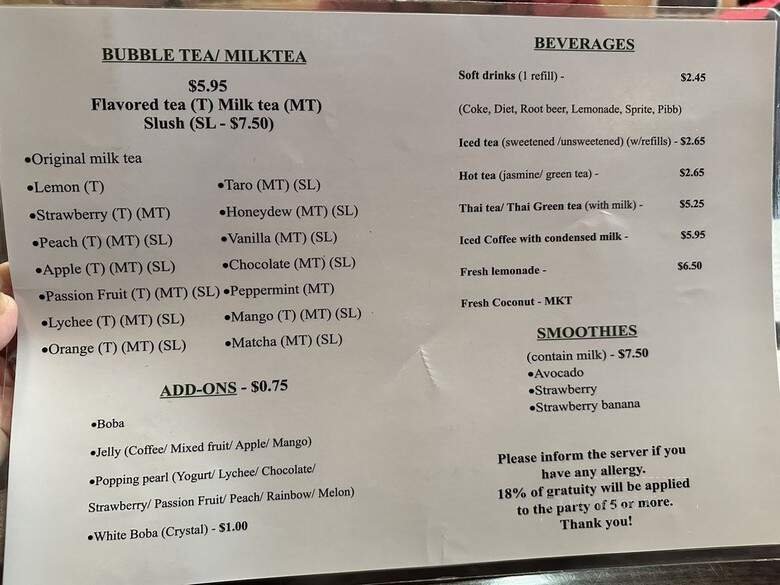 BUBBLE TEA/ MILKTEA
$5.95
Flavored tea (T) Milk tea (MT)
Slush (SL - $7.50)
•Original milk tea
•Lemon (T)
•Strawberry (T) (MT)
•Peach (T) (MT) (SL)
•Apple (T) (MT) (SL)
•Passion Fruit (T) (MT) (SL)
•Lychee (T) (MT) (SL)
•Orange (T) (MT) (SL)
•Taro (MT) (SL)
•Honeydew (MT) (SL)
•Vanilla (MT) (SL)
•Chocolate (MT) (SL)
•Peppermint (MT)
•Mango (T) (MT) (SL)
•Matcha (MT) (SL)
ADD-ONS - $0.75
•Boba
•Jelly (Coffee/ Mixed fruit/ Apple/ Mango)
•Popping pearl (Yogurt/ Lychee/ Chocolate/
Strawberry/ Passion Fruit/ Peach/ Rainbow/ Melon)
•White Boba (Crystal) - $1.00
BEVERAGES
Soft drinks (1 refill) - $2.45
(Coke, Diet, Root beer, Lemonade, Sprite, Pibb)
Iced tea (sweetened /unsweetened) (w/refills) - $2.65
Hot tea (jasmine/ green tea) - $2.65
Thai tea/ Thai Green tea (with milk) - $5.25
Iced Coffee with condensed milk - $5.95
Fresh lemonade - $6.50
Fresh Coconut - MKT
SMOOTHIES
(contain milk) - $7.50
•Avocado
•Strawberry
•Strawberry banana
Please inform the server if you
have any allergy.
18% of gratuity will be applied
to the party of 5 or more.
Thank you!